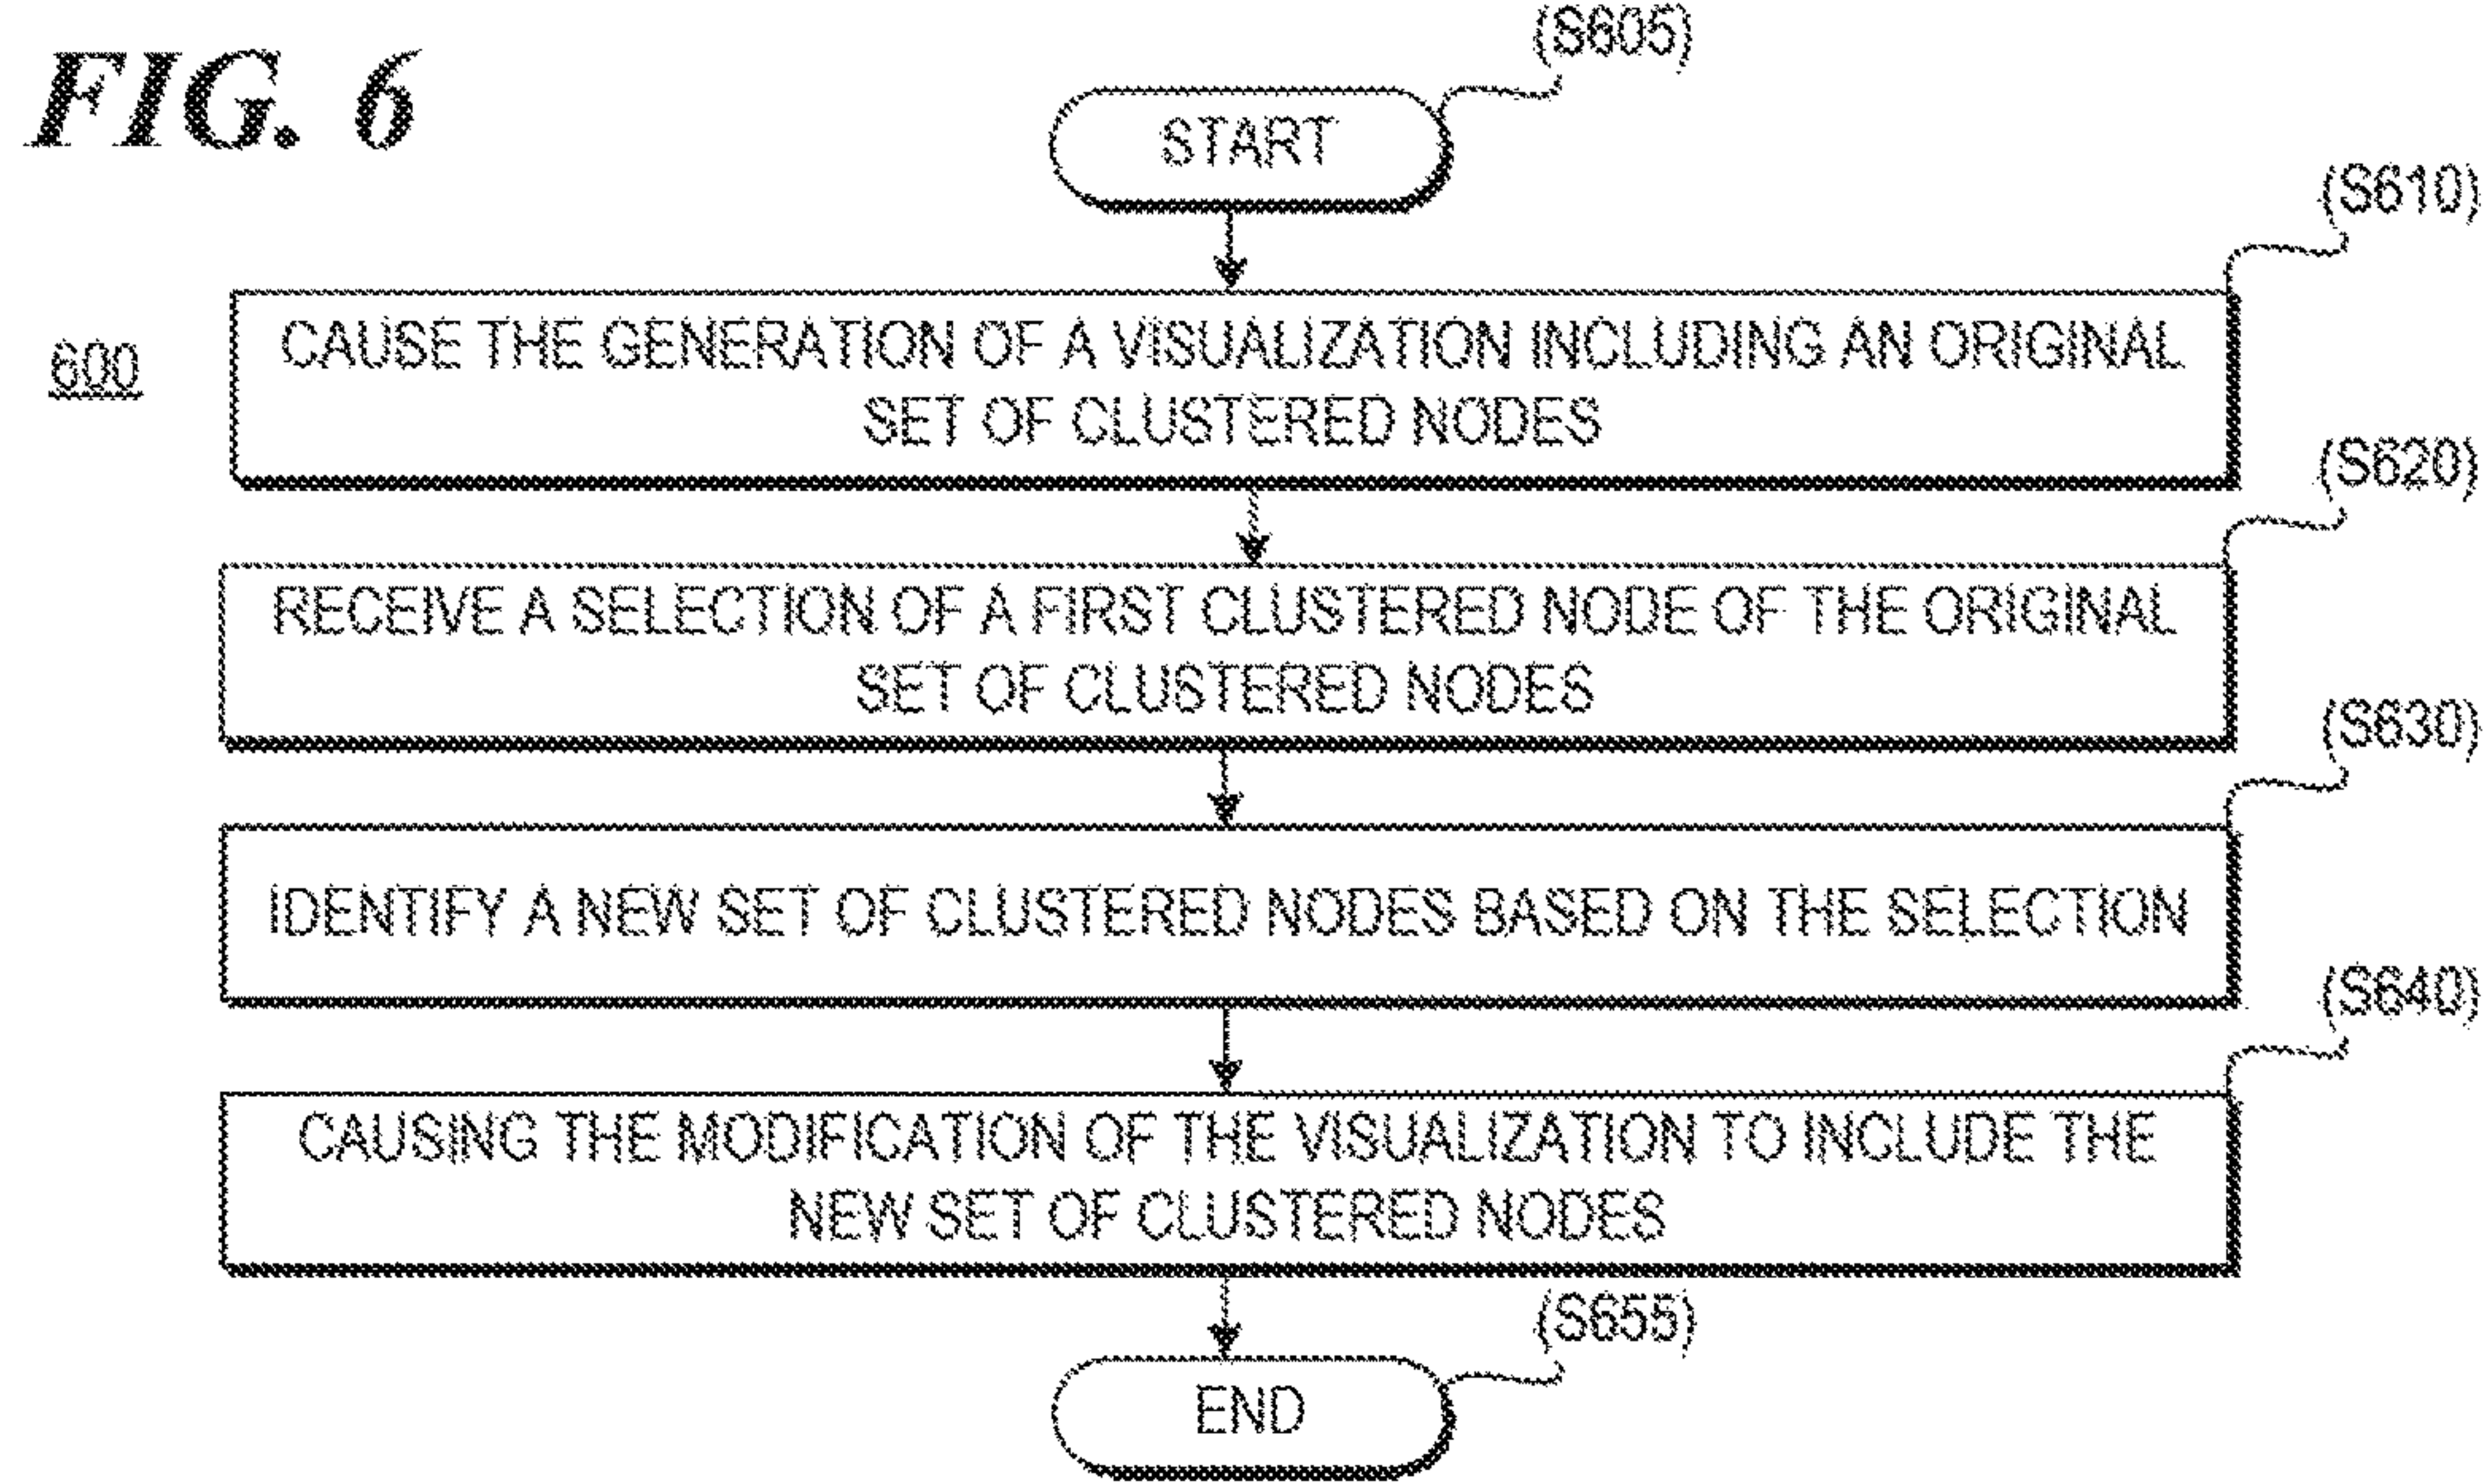 FIG. 6
(S605)
START
(S610)
600
CAUSE THE GENERATION OF A VISUALIZATION INCLUDING AN ORIGINAL
SET OF CLUSTERED NODES
(S620)
RECEIVE A SELECTION OF A FIRST CLUSTERED NODE OF THE ORIGINAL
SET OF CLUSTERED NODES
(S630)
IDENTIFY A NEW SET OF CLUSTERED NODES BASED ON THE SELECTION
(S640)
CAUSING THE MODIFICATION OF THE VISUALIZATION TO INCLUDE THE
NEW SET OF CLUSTERED NODES
(S655)
END